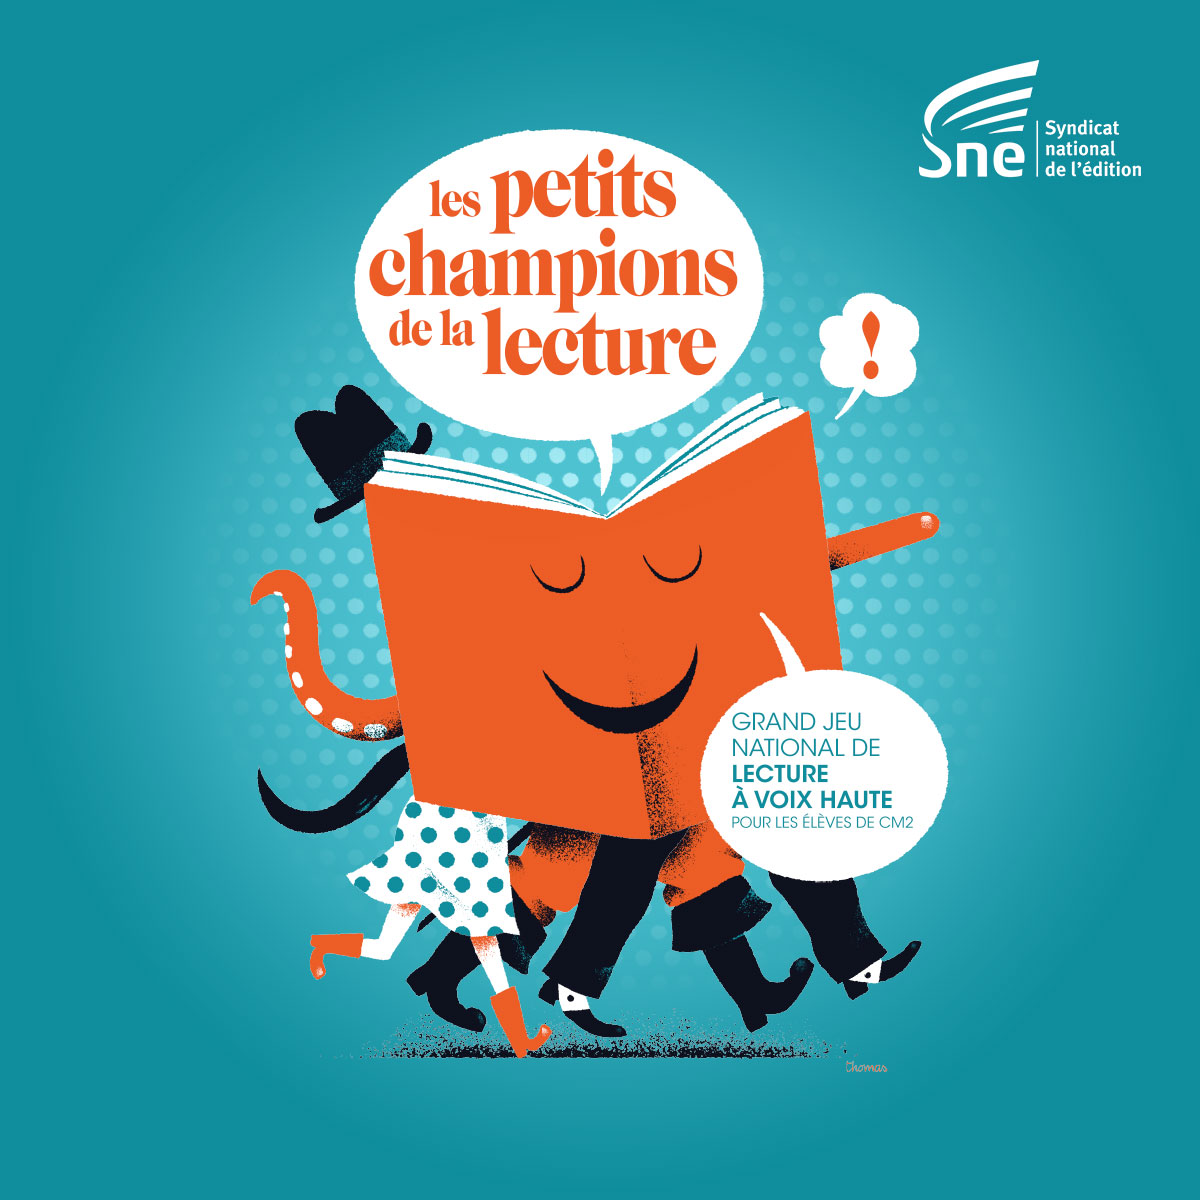 Sne
Syndicat
national
de l'édition
les petits
champions
de la lecture
!
GRAND JEU
NATIONAL DE
LECTURE
À VOIX HAUTE
POUR LES ÉLÈVES DE CM2
thomas